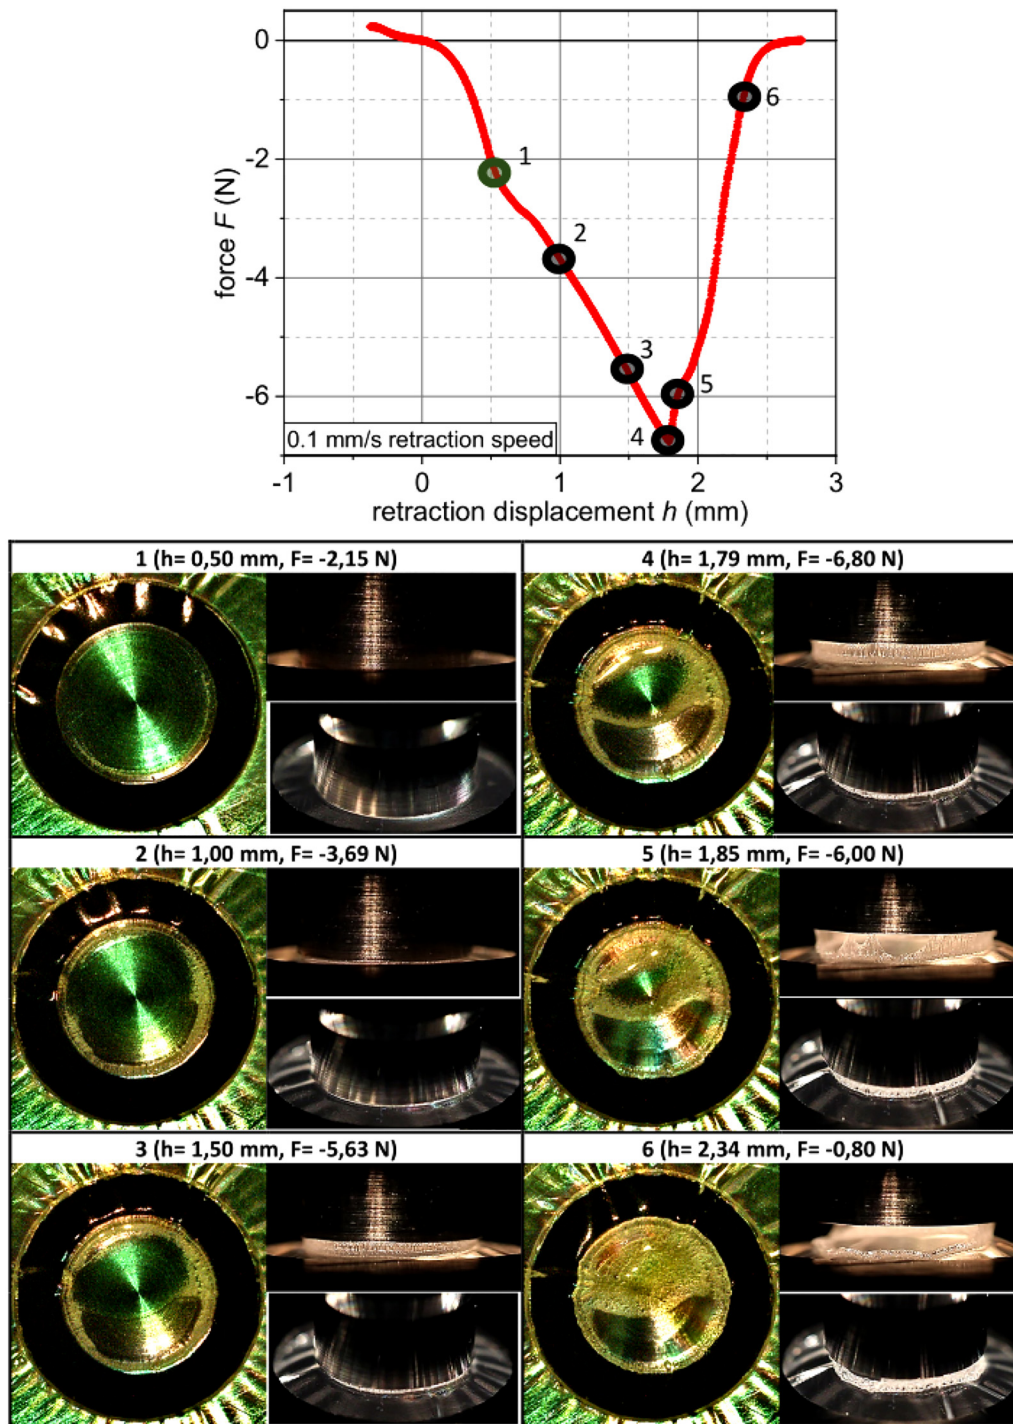 0
-2
-4
-6
force F (N)
1
2
3
4
5
6
0.1 mm/s retraction speed
-1 0 1 2 3
retraction displacement h (mm)
1 (h= 0,50 mm, F= -2,15 N)
4 (h= 1,79 mm, F= -6,80 N)
2 (h= 1,00 mm, F= -3,69 N)
5 (h= 1,85 mm, F= -6,00 N)
3 (h= 1,50 mm, F= -5,63 N)
6 (h= 2,34 mm, F= -0,80 N)